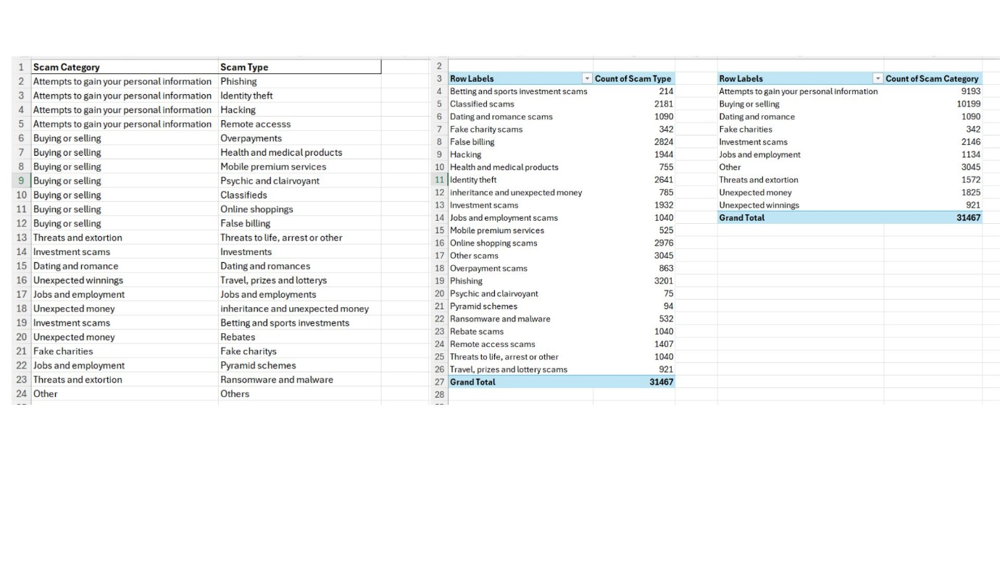 1 Scam Category Scam Type
2 Attempts to gain your personal information Phishing
3 Attempts to gain your personal information Identity theft
4 Attempts to gain your personal information Hacking
5 Attempts to gain your personal information Remote accesss
6 Buying or selling Overpayments
7 Buying or selling Health and medical products
8 Buying or selling Mobile premium services
9 Buying or selling Psychic and clairvoyant
10 Buying or selling Classifieds
11 Buying or selling Online shoppings
12 Buying or selling False billing
13 Threats and extortion Threats to life, arrest or other
14 Investment scams Investments
15 Dating and romance Dating and romances
16 Unexpected winnings Travel, prizes and lotterys
17 Jobs and employment Jobs and employments
18 Unexpected money inheritance and unexpected money
19 Investment scams Betting and sports investments
20 Unexpected money Rebates
21 Fake charities Fake charitys
22 Jobs and employment Pyramid schemes
23 Threats and extortion Ransomware and malware
24 Other Others
2
3 Row Labels Count of Scam Type
4 Betting and sports investment scams 214
5 Classified scams 2181
6 Dating and romance scams 1090
7 Fake charity scams 342
8 False billing 2824
9 Hacking 1944
10 Health and medical products 755
11 Identity theft 2641
12 inheritance and unexpected money 785
13 Investment scams 1932
14 Jobs and employment scams 1040
15 Mobile premium services 525
16 Online shopping scams 2976
17 Other scams 3045
18 Overpayment scams 863
19 Phishing 3201
20 Psychic and clairvoyant 75
21 Pyramid schemes 94
22 Ransomware and malware 532
23 Rebate scams 1040
24 Remote access scams 1407
25 Threats to life, arrest or other 1040
26 Travel, prizes and lottery scams 921
27 Grand Total 31467
28
Row Labels Count of Scam Category
Attempts to gain your personal information 9193
Buying or selling 10199
Dating and romance 1090
Fake charities 342
Investment scams 2146
Jobs and employment 1134
Other 3045
Threats and extortion 1572
Unexpected money 1825
Unexpected winnings 921
Grand Total 31467